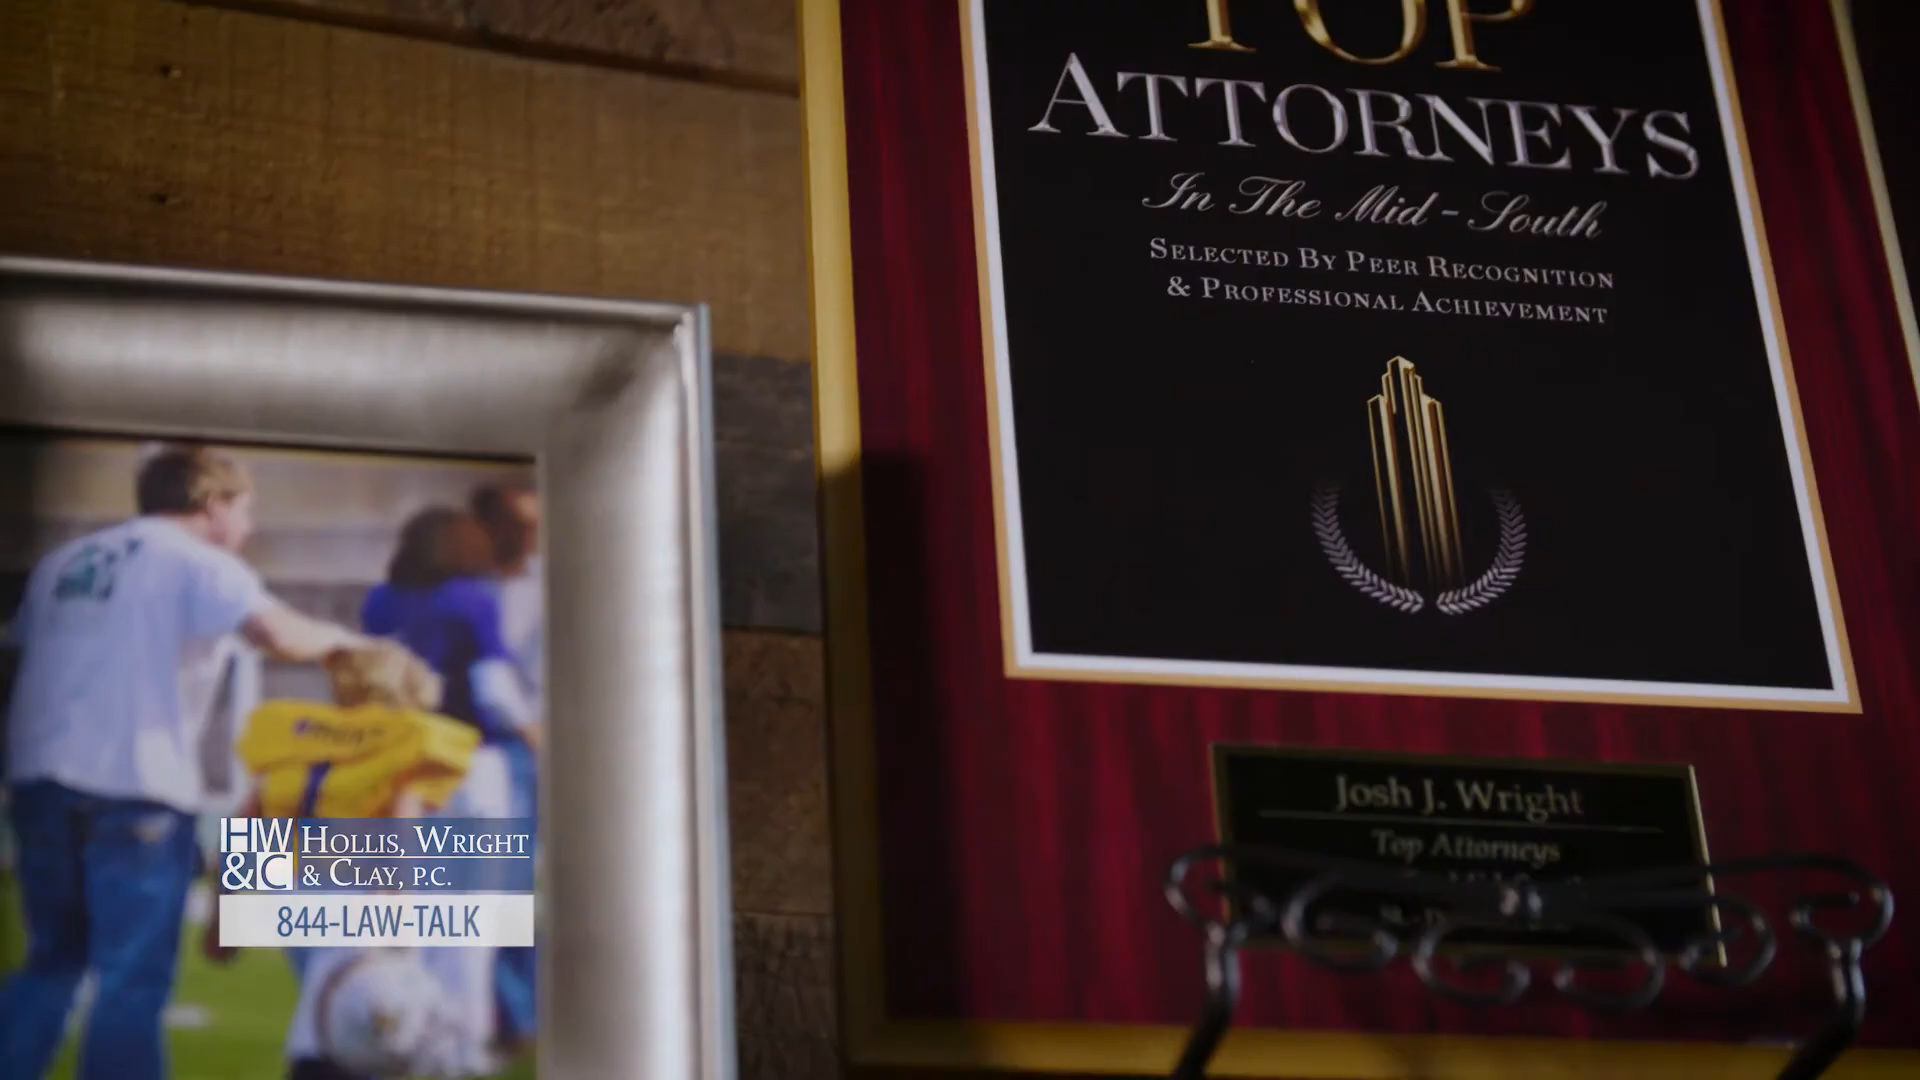 TOP
ATTORNEYS
In The Mid-South
SELECTED BY PEER RECOGNITION
& PROFESSIONAL ACHIEVEMENT
Josh J. Wright
Top Attorneys
HW
&C
HOLLIS, WRIGHT
& CLAY, P.C.
844-LAW-TALK